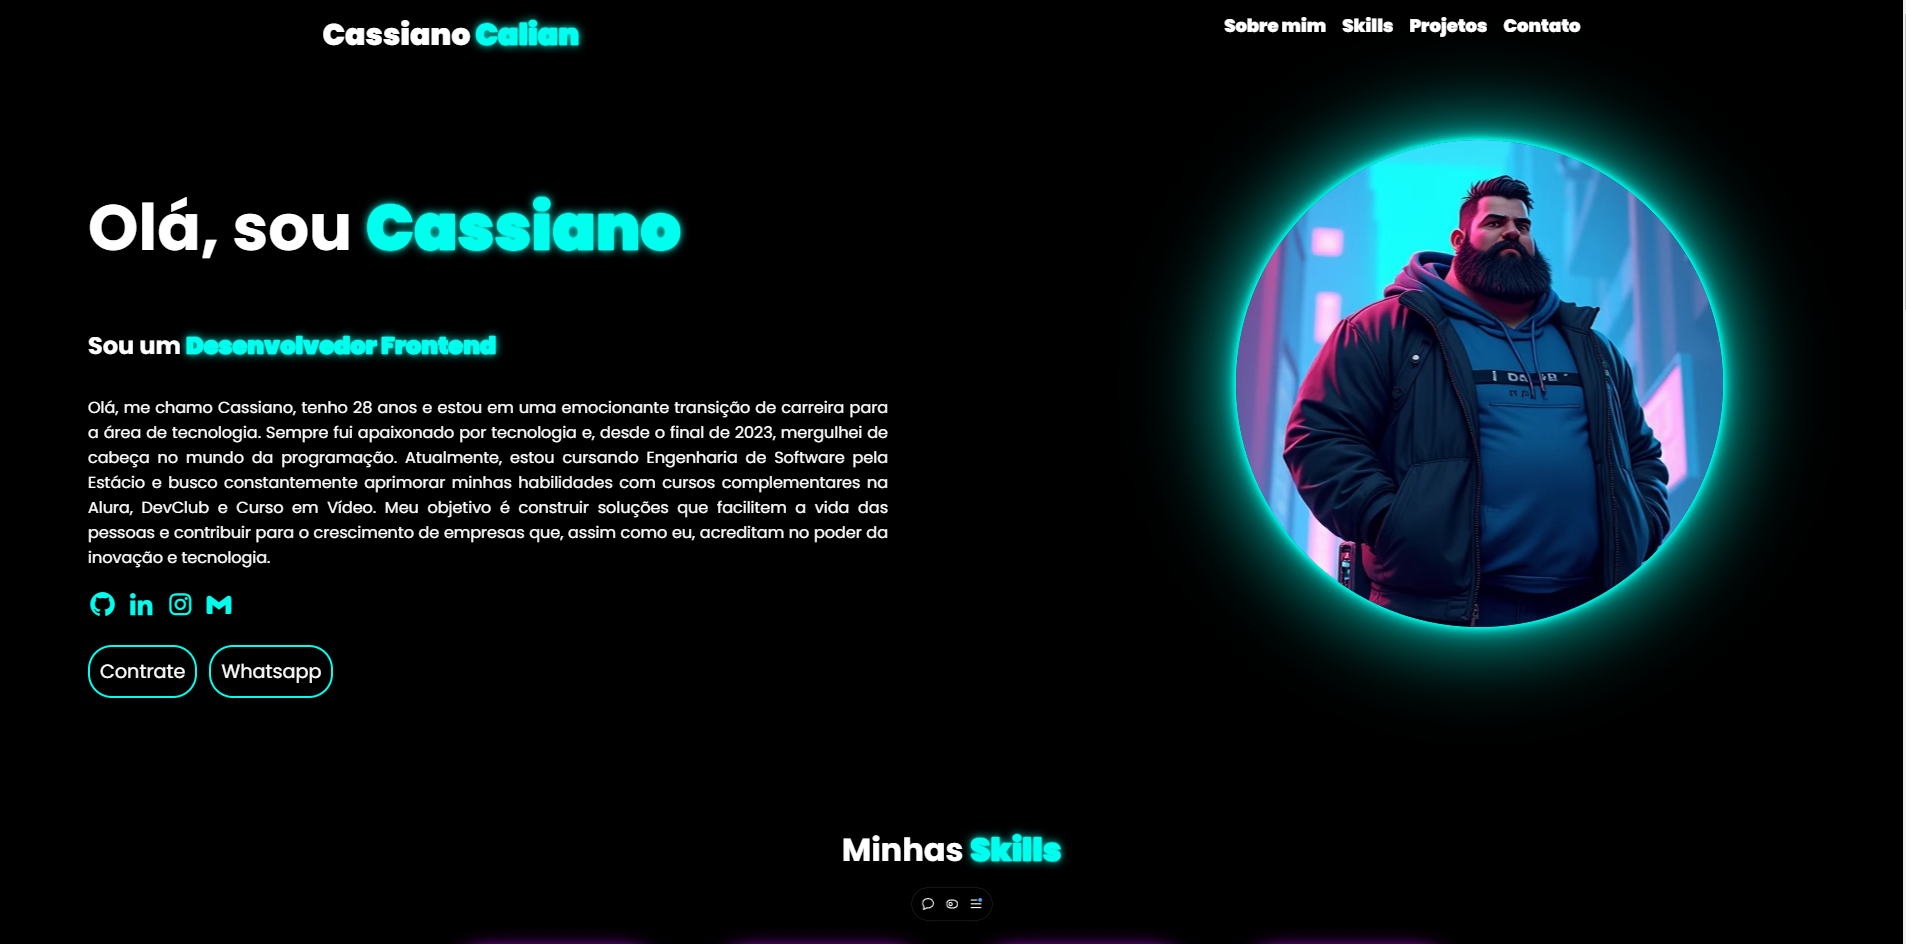 Cassiano Calian
Sobre mim Skills Projetos Contato
Olá, sou Cassiano
Sou um Desenvolvedor Frontend
Olá, me chamo Cassiano, tenho 28 anos e estou em uma emocionante transição de carreira para
a área de tecnologia. Sempre fui apaixonado por tecnologia e, desde o final de 2023, mergulhei de
cabeça no mundo da programação. Atualmente, estou cursando Engenharia de Software pela
Estácio e busco constantemente aprimorar minhas habilidades com cursos complementares na
Alura, DevClub e Curso em Vídeo. Meu objetivo é construir soluções que facilitem a vida das
pessoas e contribuir para o crescimento de empresas que, assim como eu, acreditam no poder da
inovação e tecnologia.
Contrate Whatsapp
Minhas Skills